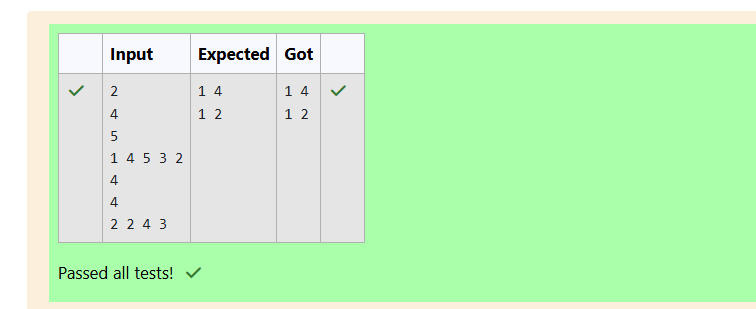 Input Expected Got
2 1 4 1 4
4 1 2 1 2
5
1 4 5 3 2
4
4
2 2 4 3
Passed all tests!